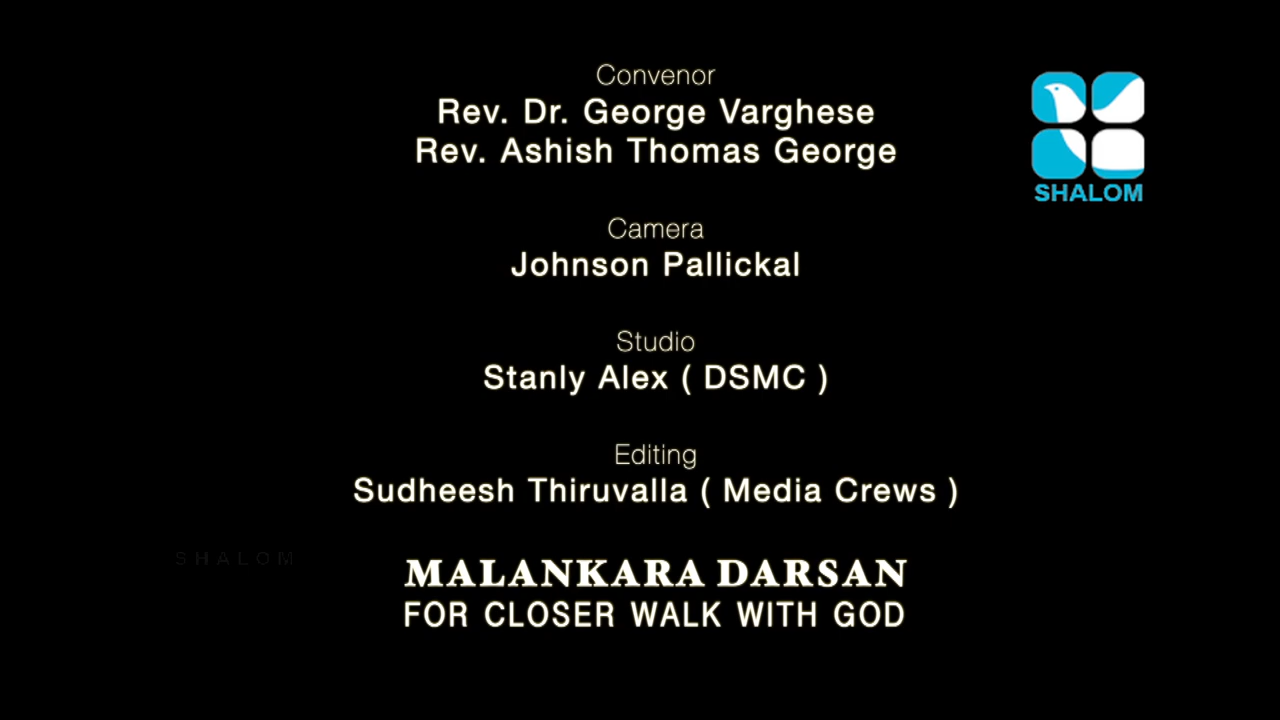 Convenor
Rev. Dr. George Varghese
Rev. Ashish Thomas George
SHALOM
Camera
Johnson Pallickal
Studio
Stanly Alex ( DSMC )
Editing
Sudheesh Thiruvalla ( Media Crews )
SHALOM
MALANKARA DARSAN
FOR CLOSER WALK WITH GOD